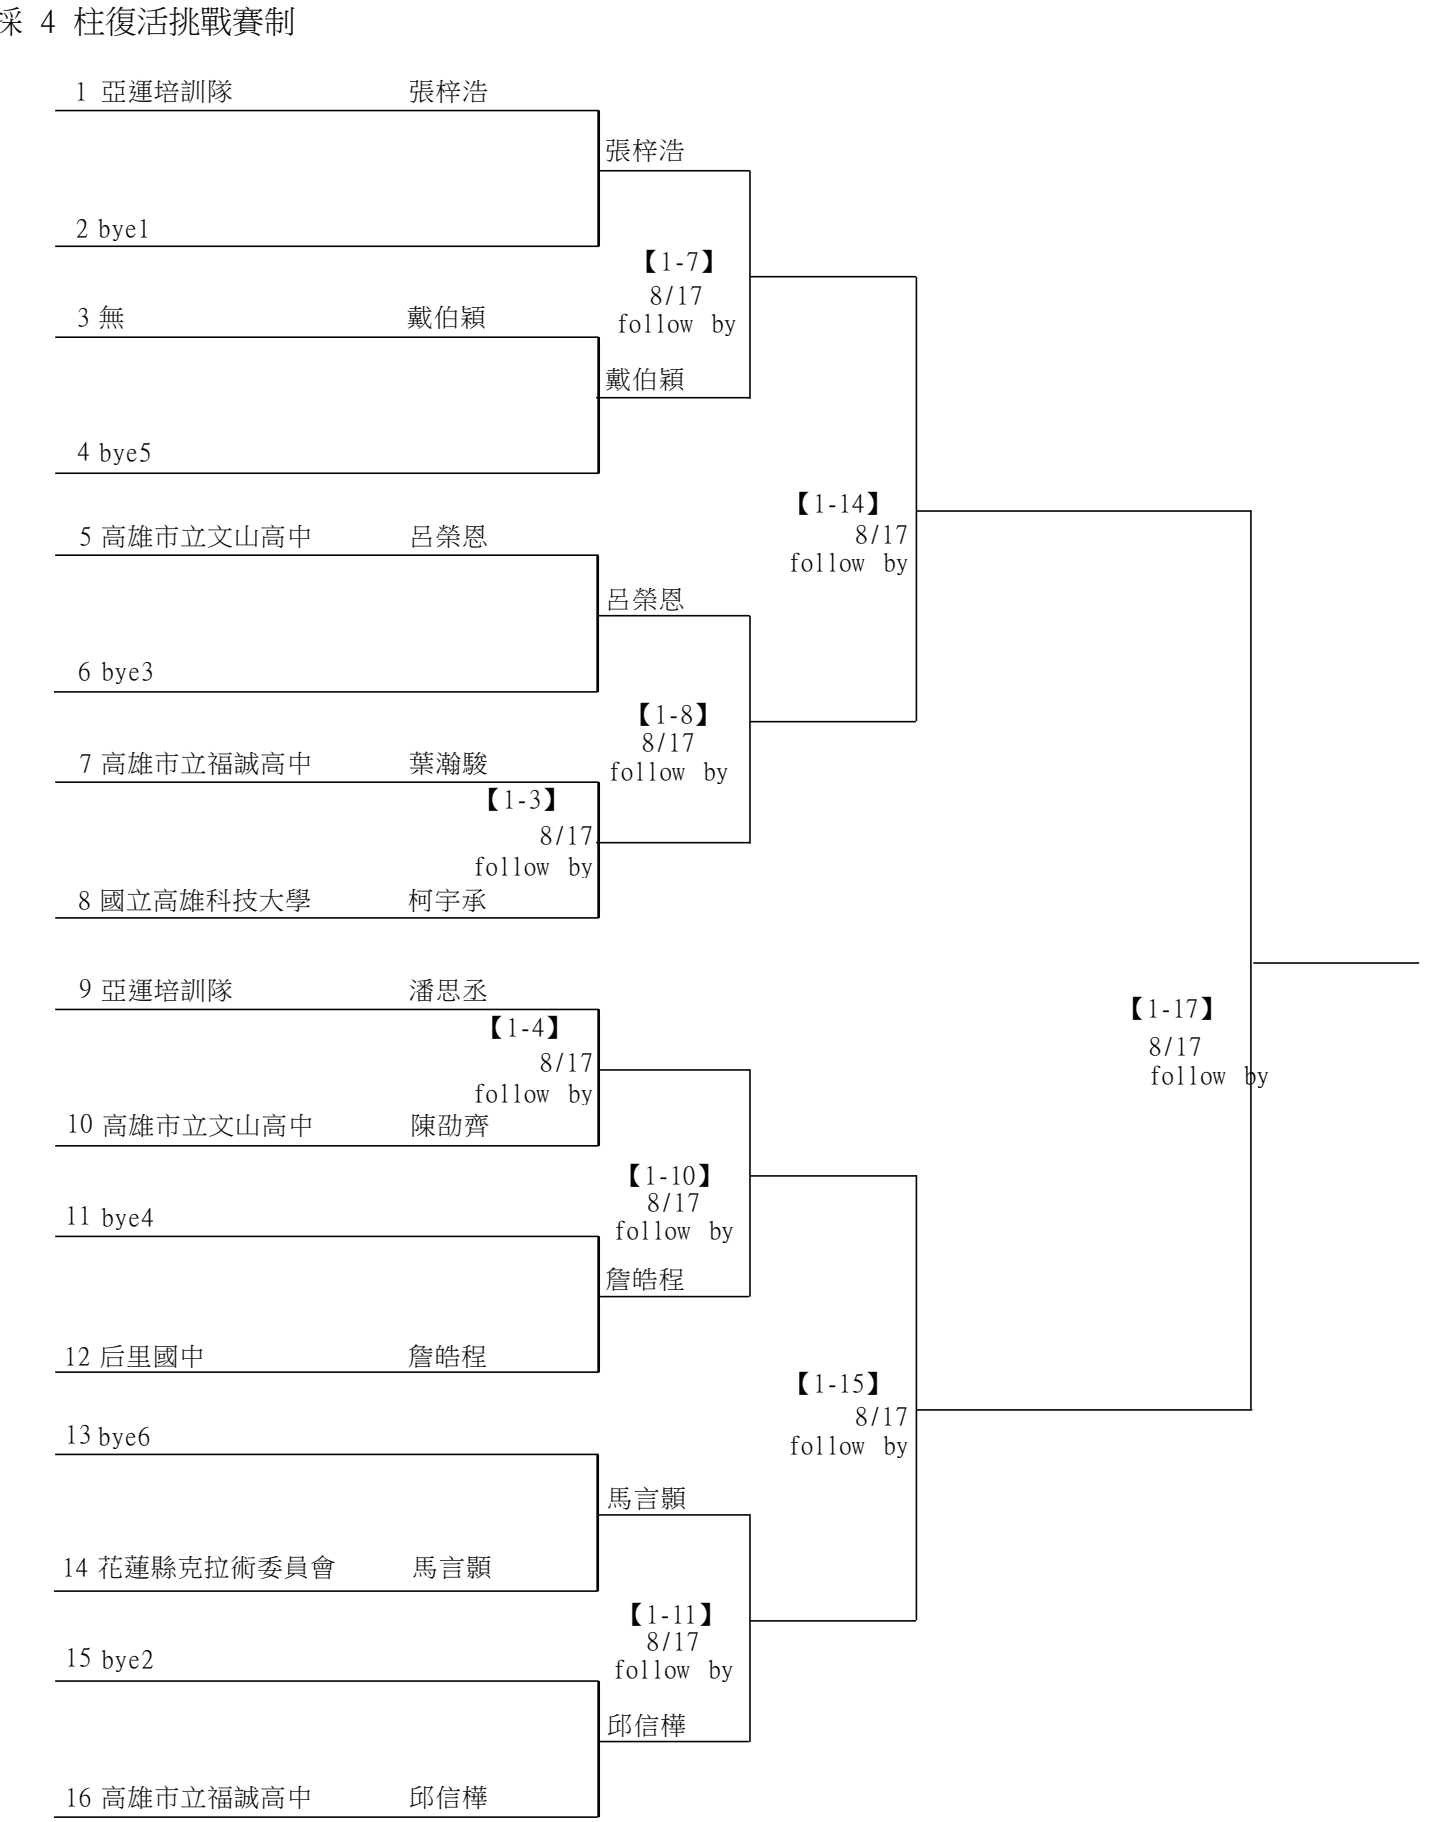 採 4 柱復活挑戰賽制
1 亞運培訓隊 張梓浩
張梓浩
2 bye1
【1-7】
8/17
follow by
3 無 戴伯穎
戴伯穎
4 bye5
【1-14】
8/17
follow by
5 高雄市立文山高中 呂榮恩
呂榮恩
6 bye3
【1-8】
8/17
follow by
7 高雄市立福誠高中 葉瀚駿
【1-3】
8/17
follow by
8 國立高雄科技大學 柯宇承
9 亞運培訓隊 潘思丞
【1-4】
8/17
follow by
【1-17】
8/17
follow by
10 高雄市立文山高中 陳劭齊
【1-10】
8/17
follow by
11 bye4
詹皓程
12 后里國中 詹皓程
【1-15】
8/17
follow by
13 bye6
馬言顥
14 花蓮縣克拉術委員會 馬言顥
【1-11】
8/17
follow by
15 bye2
邱信樺
16 高雄市立福誠高中 邱信樺